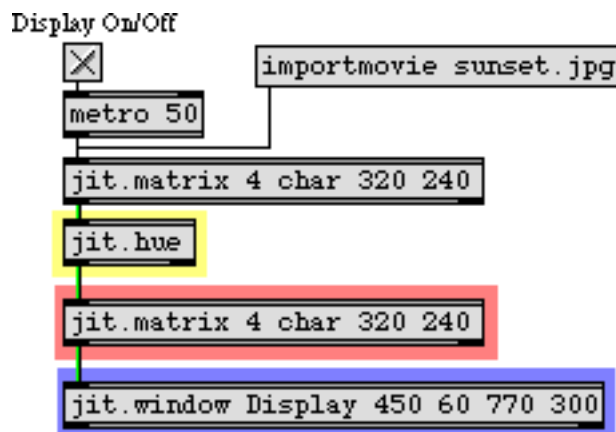 Display On/Off
importmovie sunset.jpg
metro 50
jit.matrix 4 char 320 240
jit.hue
jit.matrix 4 char 320 240
jit.window Display 450 60 770 300